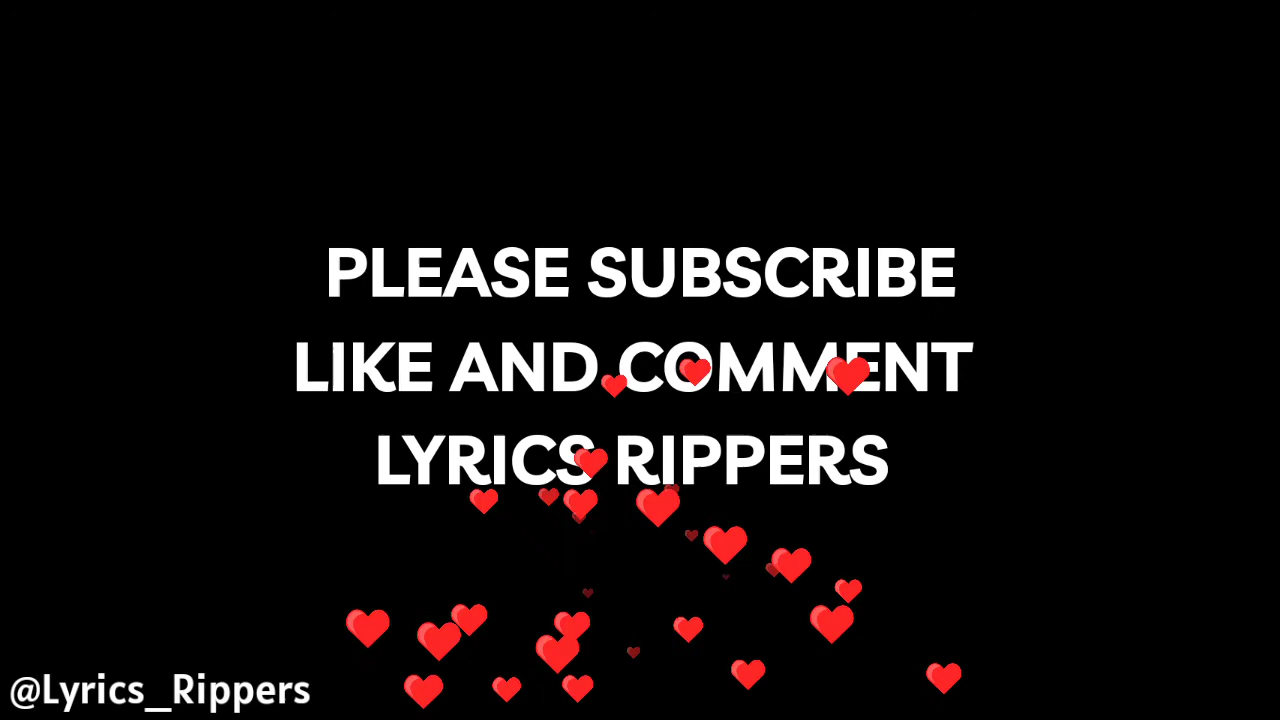 PLEASE SUBSCRIBE
LIKE AND COMMENT
LYRICS RIPPERS
@Lyrics_Rippers